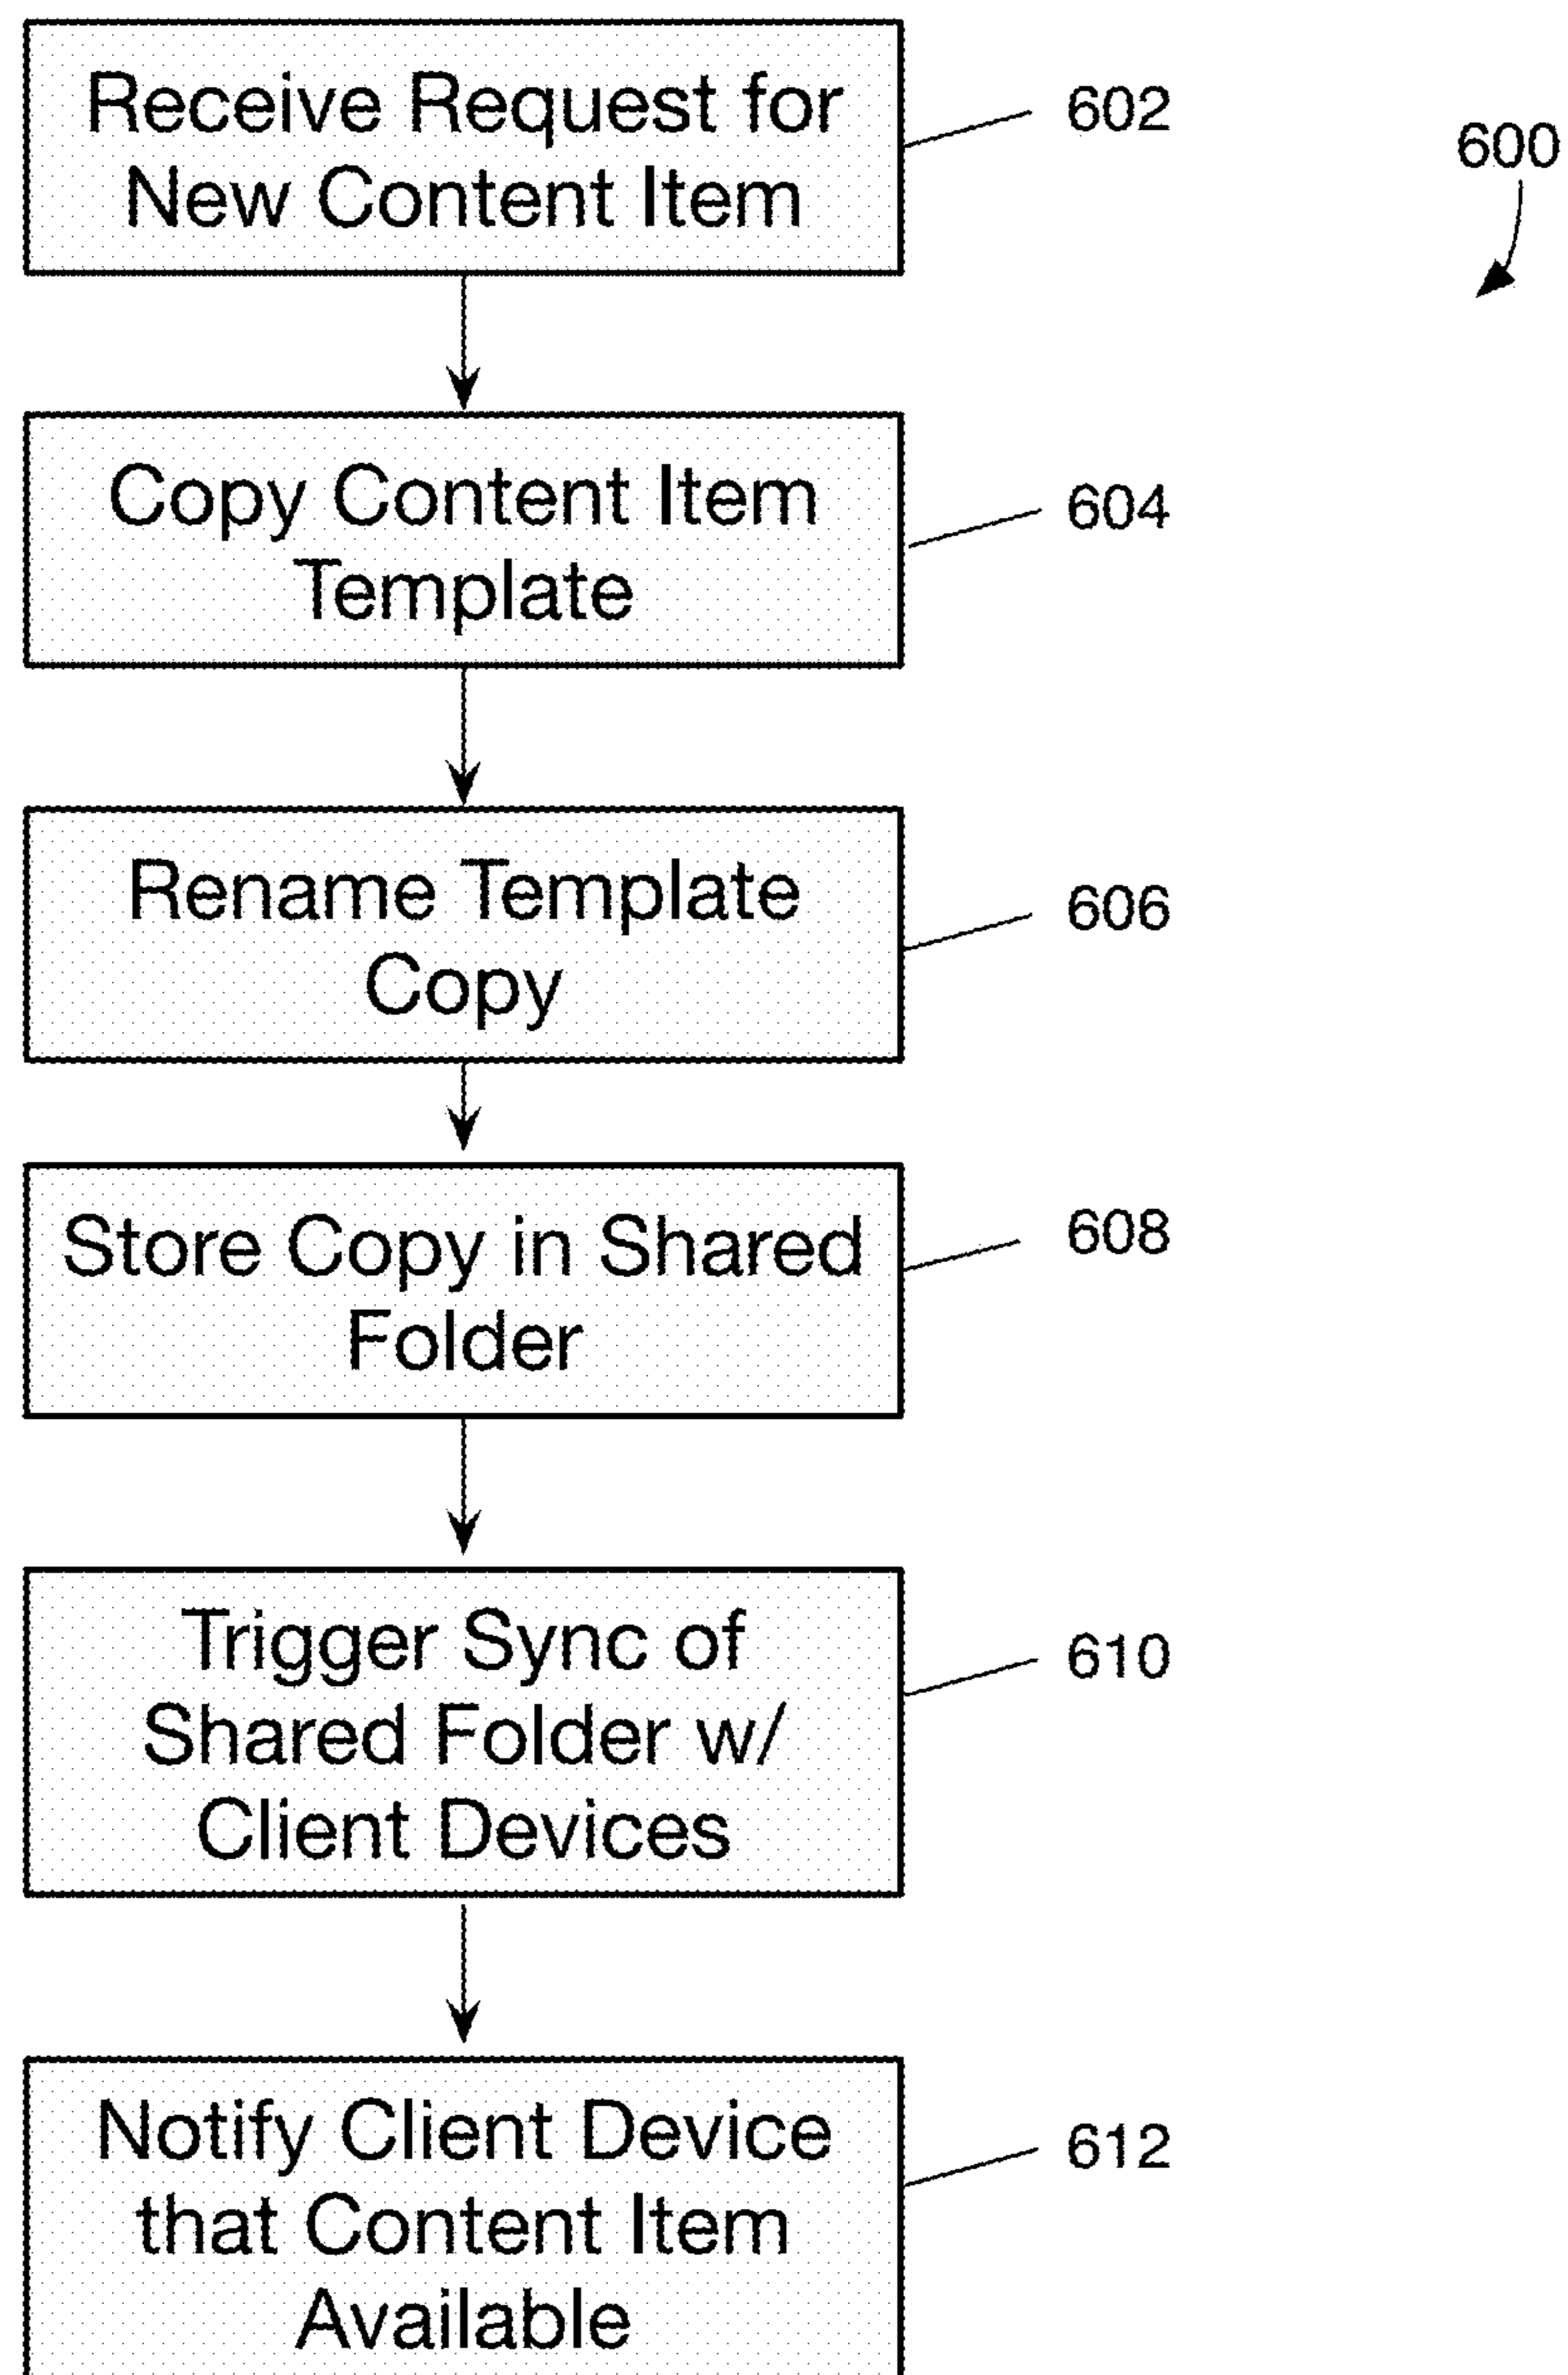 Receive Request for
New Content Item
602
600
Copy Content Item
Template
604
Rename Template
Copy
606
Store Copy in Shared
Folder
608
Trigger Sync of
Shared Folder w/
Client Devices
610
Notify Client Device
that Content Item
Available
612